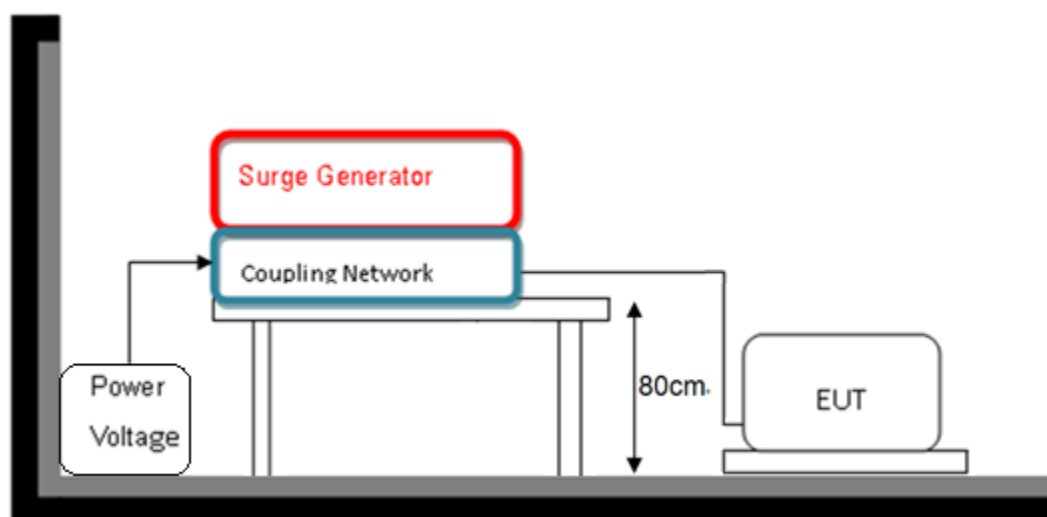 Surge Generator
Coupling Network
Power
Voltage
80cm.
EUT